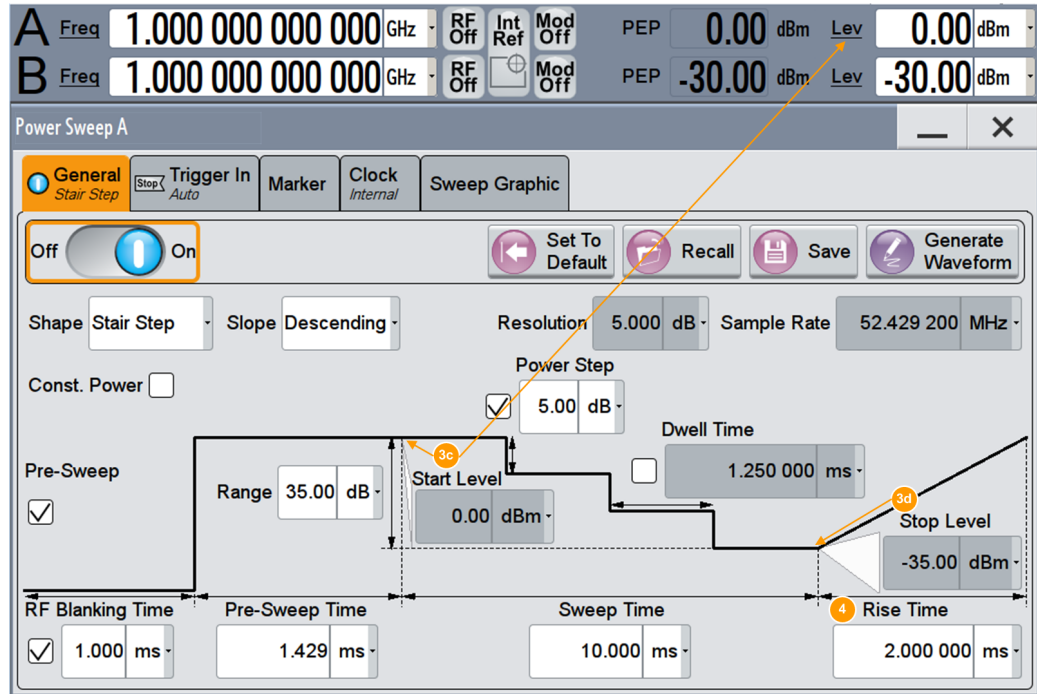 A Freq 1.000 000 000 000 GHz RF Off Int Ref Mod Off PEP 0.00 dBm Lev 0.00 dBm
B Freq 1.000 000 000 000 GHz RF Off Mod Off PEP -30.00 dBm Lev -30.00 dBm
Power Sweep A
General Stair Step Stop Trigger In Auto Marker Clock Internal Sweep Graphic
Off On Set To Default Recall Save Generate Waveform
Shape Stair Step Slope Descending Resolution 5.000 dB Sample Rate 52.429 200 MHz
Const. Power
Power Step
5.00 dB
Dwell Time
1.250 000 ms
Pre-Sweep
Range 35.00 dB
3c
Start Level
0.00 dBm
3d
Stop Level
-35.00 dBm
RF Blanking Time Pre-Sweep Time Sweep Time 4 Rise Time
1.000 ms 1.429 ms 10.000 ms 2.000 000 ms